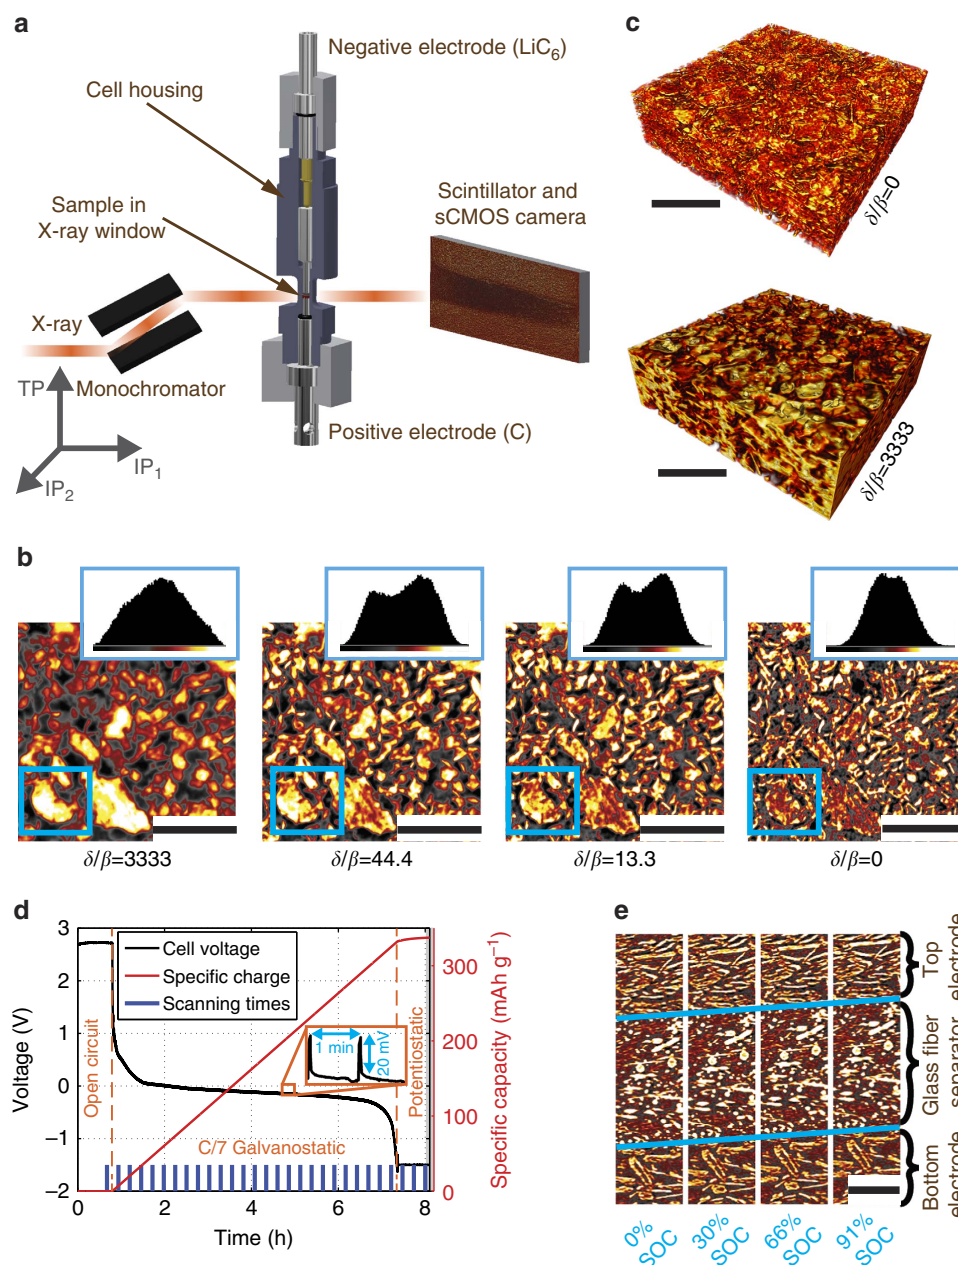 a
Negative electrode (LiC₆)
Cell housing
Sample in
X-ray window
Scintillator and
sCMOS camera
X-ray
Monochromator
TP
IP₁
IP₂
Positive electrode (C)
c
δ/β=0
δ/β=3333
b
δ/β=3333
δ/β=44.4
δ/β=13.3
δ/β=0
d
Cell voltage
Specific charge
Scanning times
Open circuit
1 min
20 mV
Potentiostatic
C/7 Galvanostatic
Voltage (V)
3
2
1
0
−1
−2
0
2
4
6
8
Time (h)
300
200
100
0
Specific capacity (mAh g⁻¹)
e
Top
electrode
Glass fiber
separator
Bottom
electrode
0%
SOC
30%
SOC
66%
SOC
91%
SOC